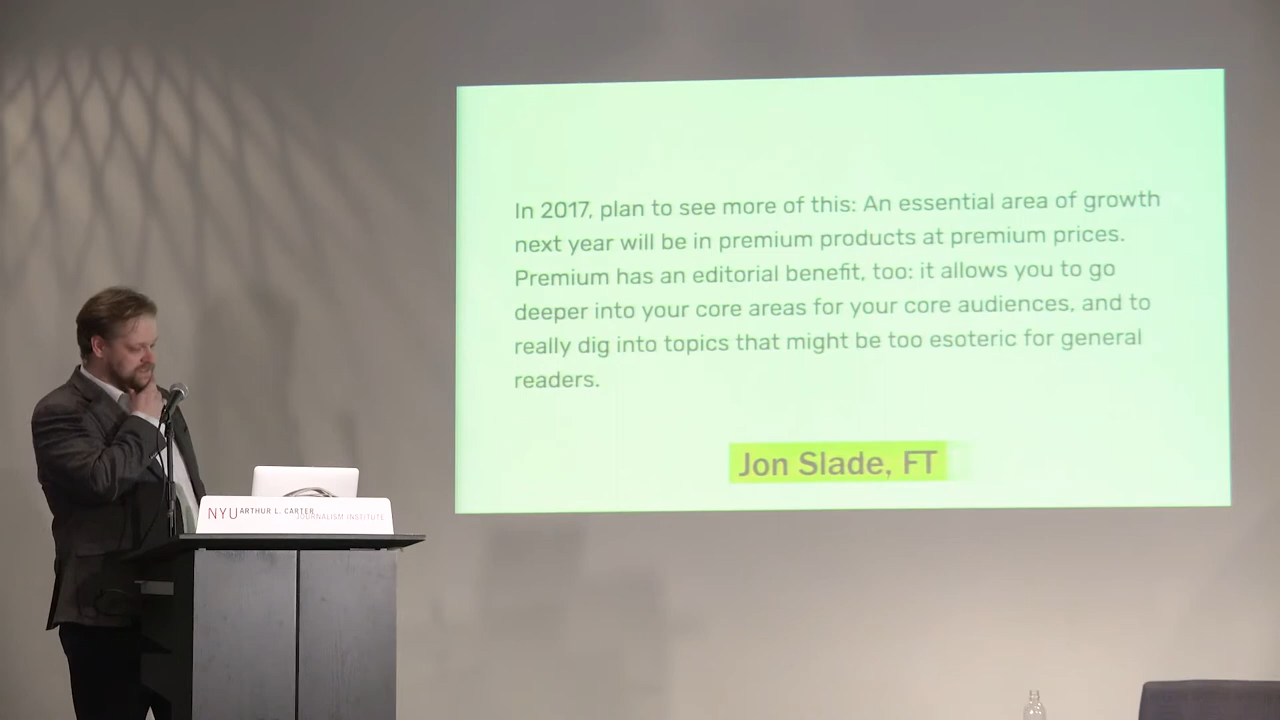 In 2017, plan to see more of this: An essential area of growth
next year will be in premium products at premium prices.
Premium has an editorial benefit, too: it allows you to go
deeper into your core areas for your core audiences, and to
really dig into topics that might be too esoteric for general
readers.
Jon Slade, FT
NYU ARTHUR L. CARTER
JOURNALISM INSTITUTE